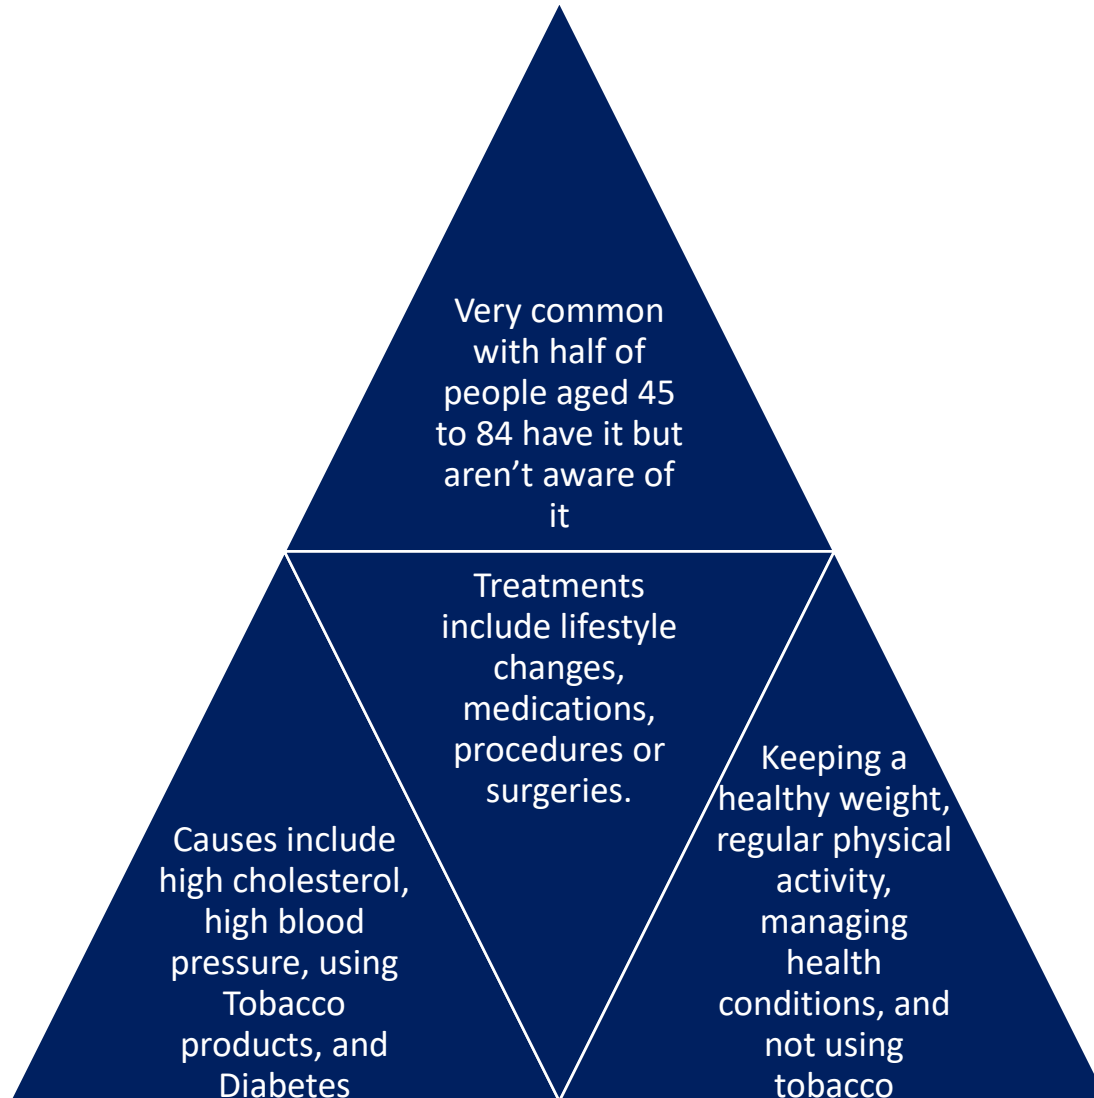 Very common
with half of
people aged 45
to 84 have it but
aren’t aware of
it
Treatments
include lifestyle
changes,
medications,
procedures or
surgeries.
Causes include
high cholesterol,
high blood
pressure, using
Tobacco
products, and
Diabetes
Keeping a
healthy weight,
regular physical
activity,
managing
health
conditions, and
not using
tobacco